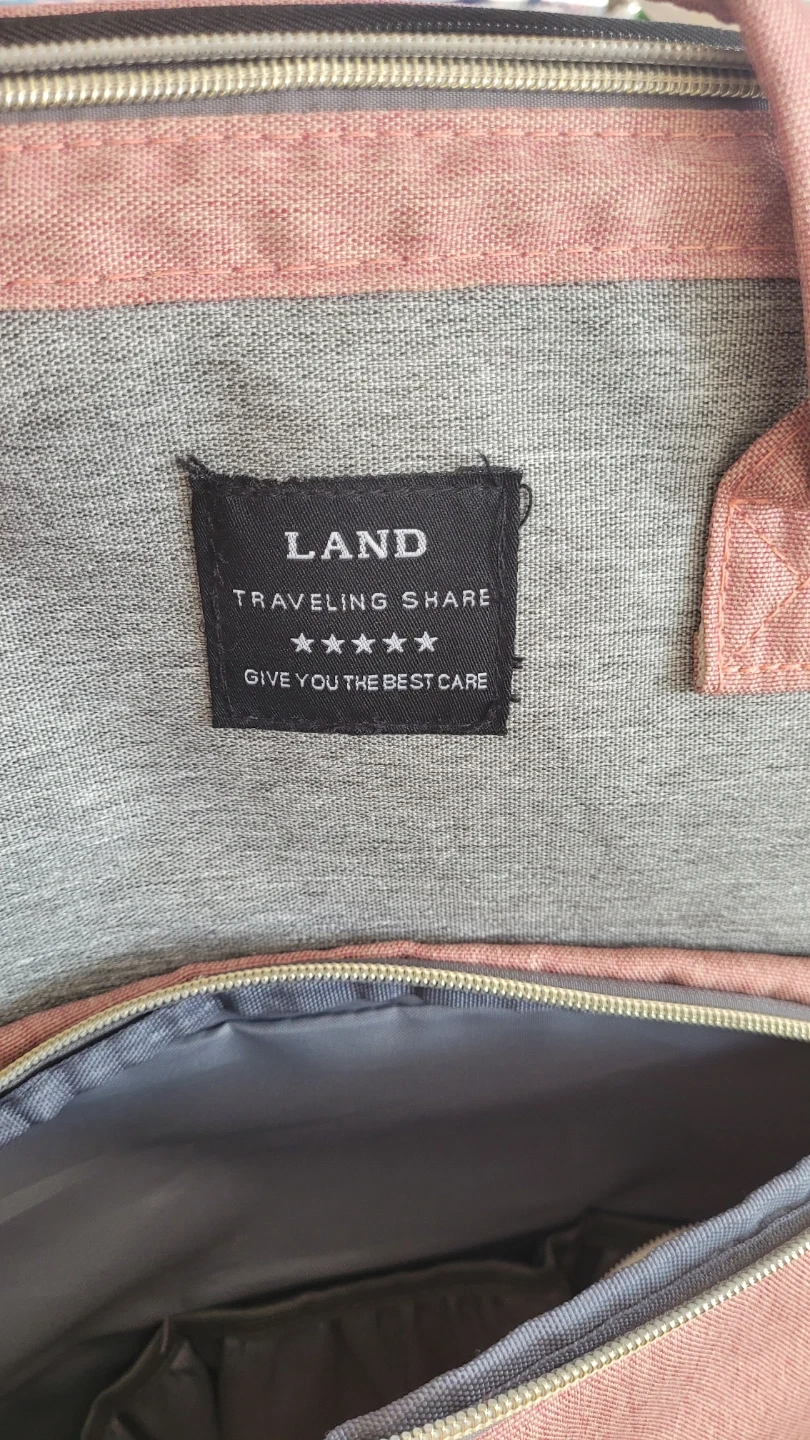 LAND
TRAVELING SHARE
★★★★★
GIVE YOU THE BEST CARE